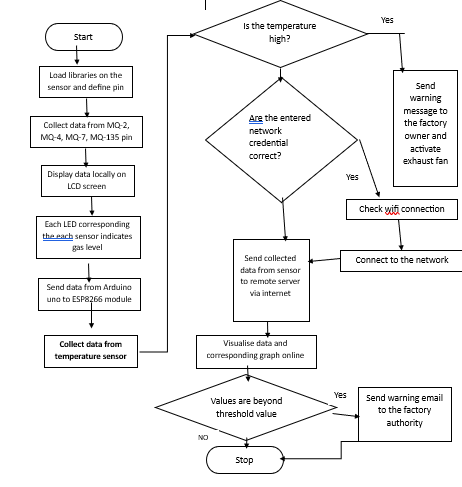 Start
Load libraries on the
sensor and define pin
Collect data from MQ-2,
MQ-4, MQ-7, MQ-135 pin
Display data locally on
LCD screen
Each LED corresponding
the each sensor indicates
gas level
Send data from Arduino
uno to ESP8266 module
Collect data from
temperature sensor
Is the temperature
high?
Yes
Send
warning
message to
the factory
owner and
activate
exhaust fan
Are the entered
network
credential
correct?
Yes
Check wifi connection
Connect to the network
Send collected
data from sensor
to remote server
via internet
Visualise data and
corresponding graph online
Values are beyond
threshold value
Yes
Send warning email
to the factory
authority
NO
Stop